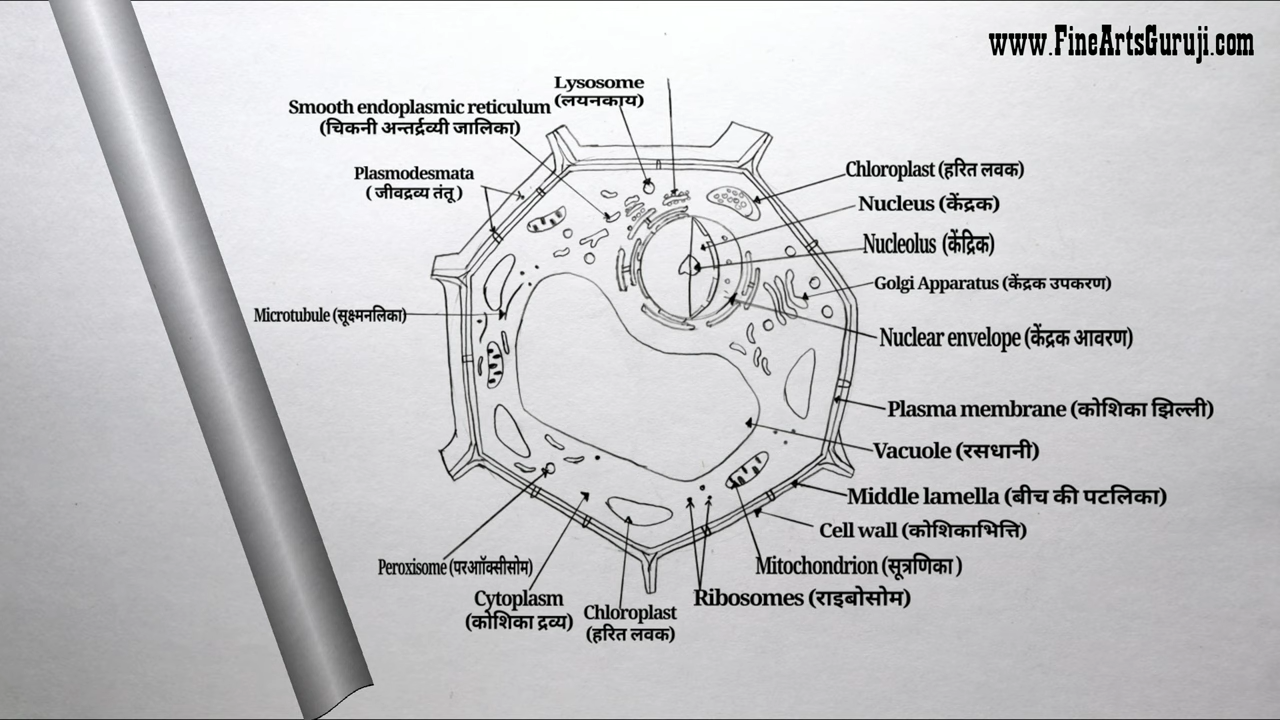 www.FineArtsGuruji.com
Lysosome
(लयनकाय)
Smooth endoplasmic reticulum
(चिकनी अन्तर्द्रव्यी जालिका)
Plasmodesmata
( जीवद्रव्य तंतू )
Chloroplast (हरित लवक)
Nucleus (केंद्रक)
Nucleolus (केंद्रिक)
Golgi Apparatus (केंद्रक उपकरण)
Microtubule (सूक्ष्मनलिका)
Nuclear envelope (केंद्रक आवरण)
Plasma membrane (कोशिका झिल्ली)
Vacuole (रसधानी)
Middle lamella (बीच की पटलिका)
Cell wall (कोशिकाभित्ति)
Mitochondrion (सूत्रणिका )
Peroxisome (परऑक्सीसोम)
Ribosomes (राइबोसोम)
Cytoplasm
(कोशिका द्रव्य)
Chloroplast
(हरित लवक)